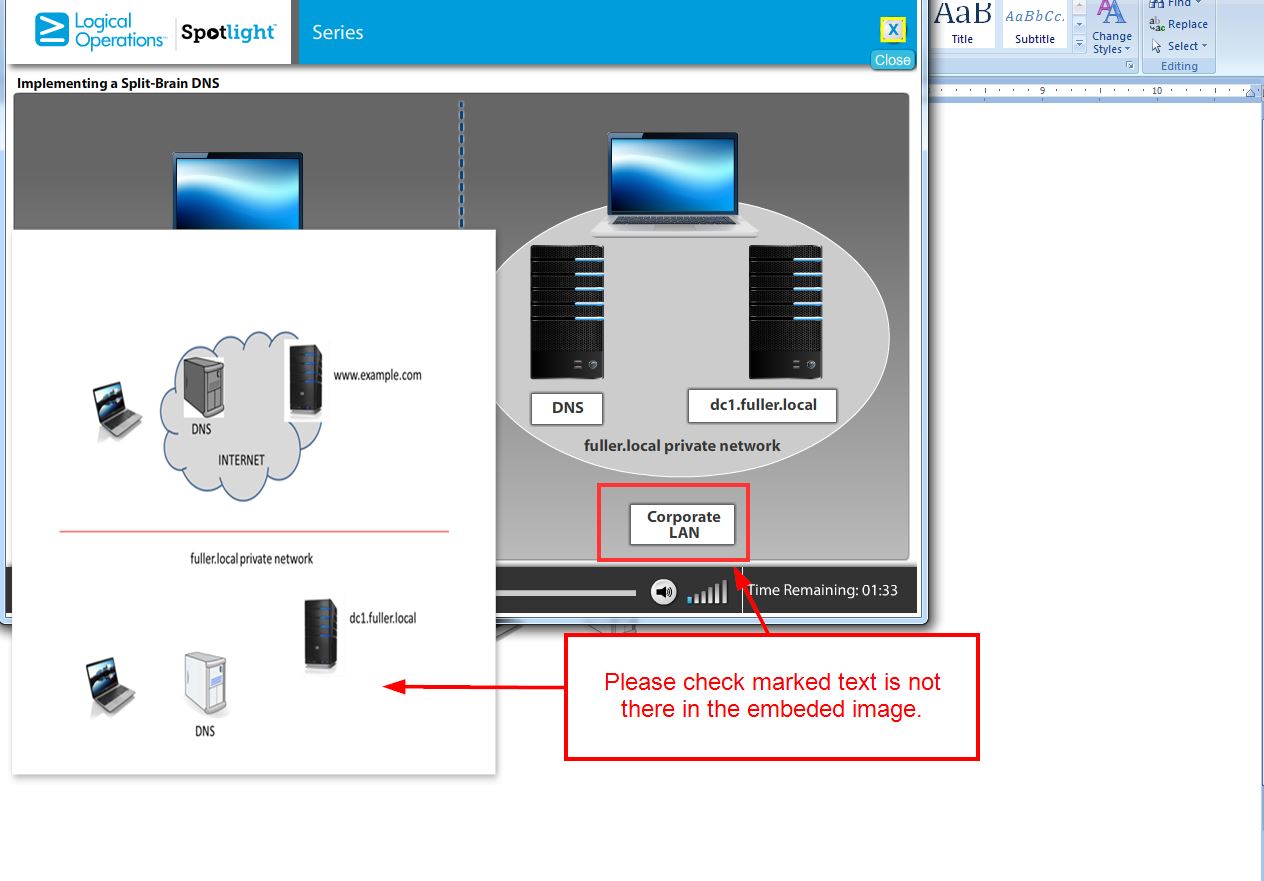 Logical
Operations™
Spotlight™
Series
X
Close
AaB
Title
AaBbCc.
Subtitle
Change
Styles
Find
Replace
Select
Editing
9
10
Implementing a Split-Brain DNS
DNS
dc1.fuller.local
fuller.local private network
Corporate
LAN
Time Remaining: 01:33
www.example.com
DNS
INTERNET
fuller.local private network
dc1.fuller.local
DNS
Please check marked text is not
there in the embeded image.